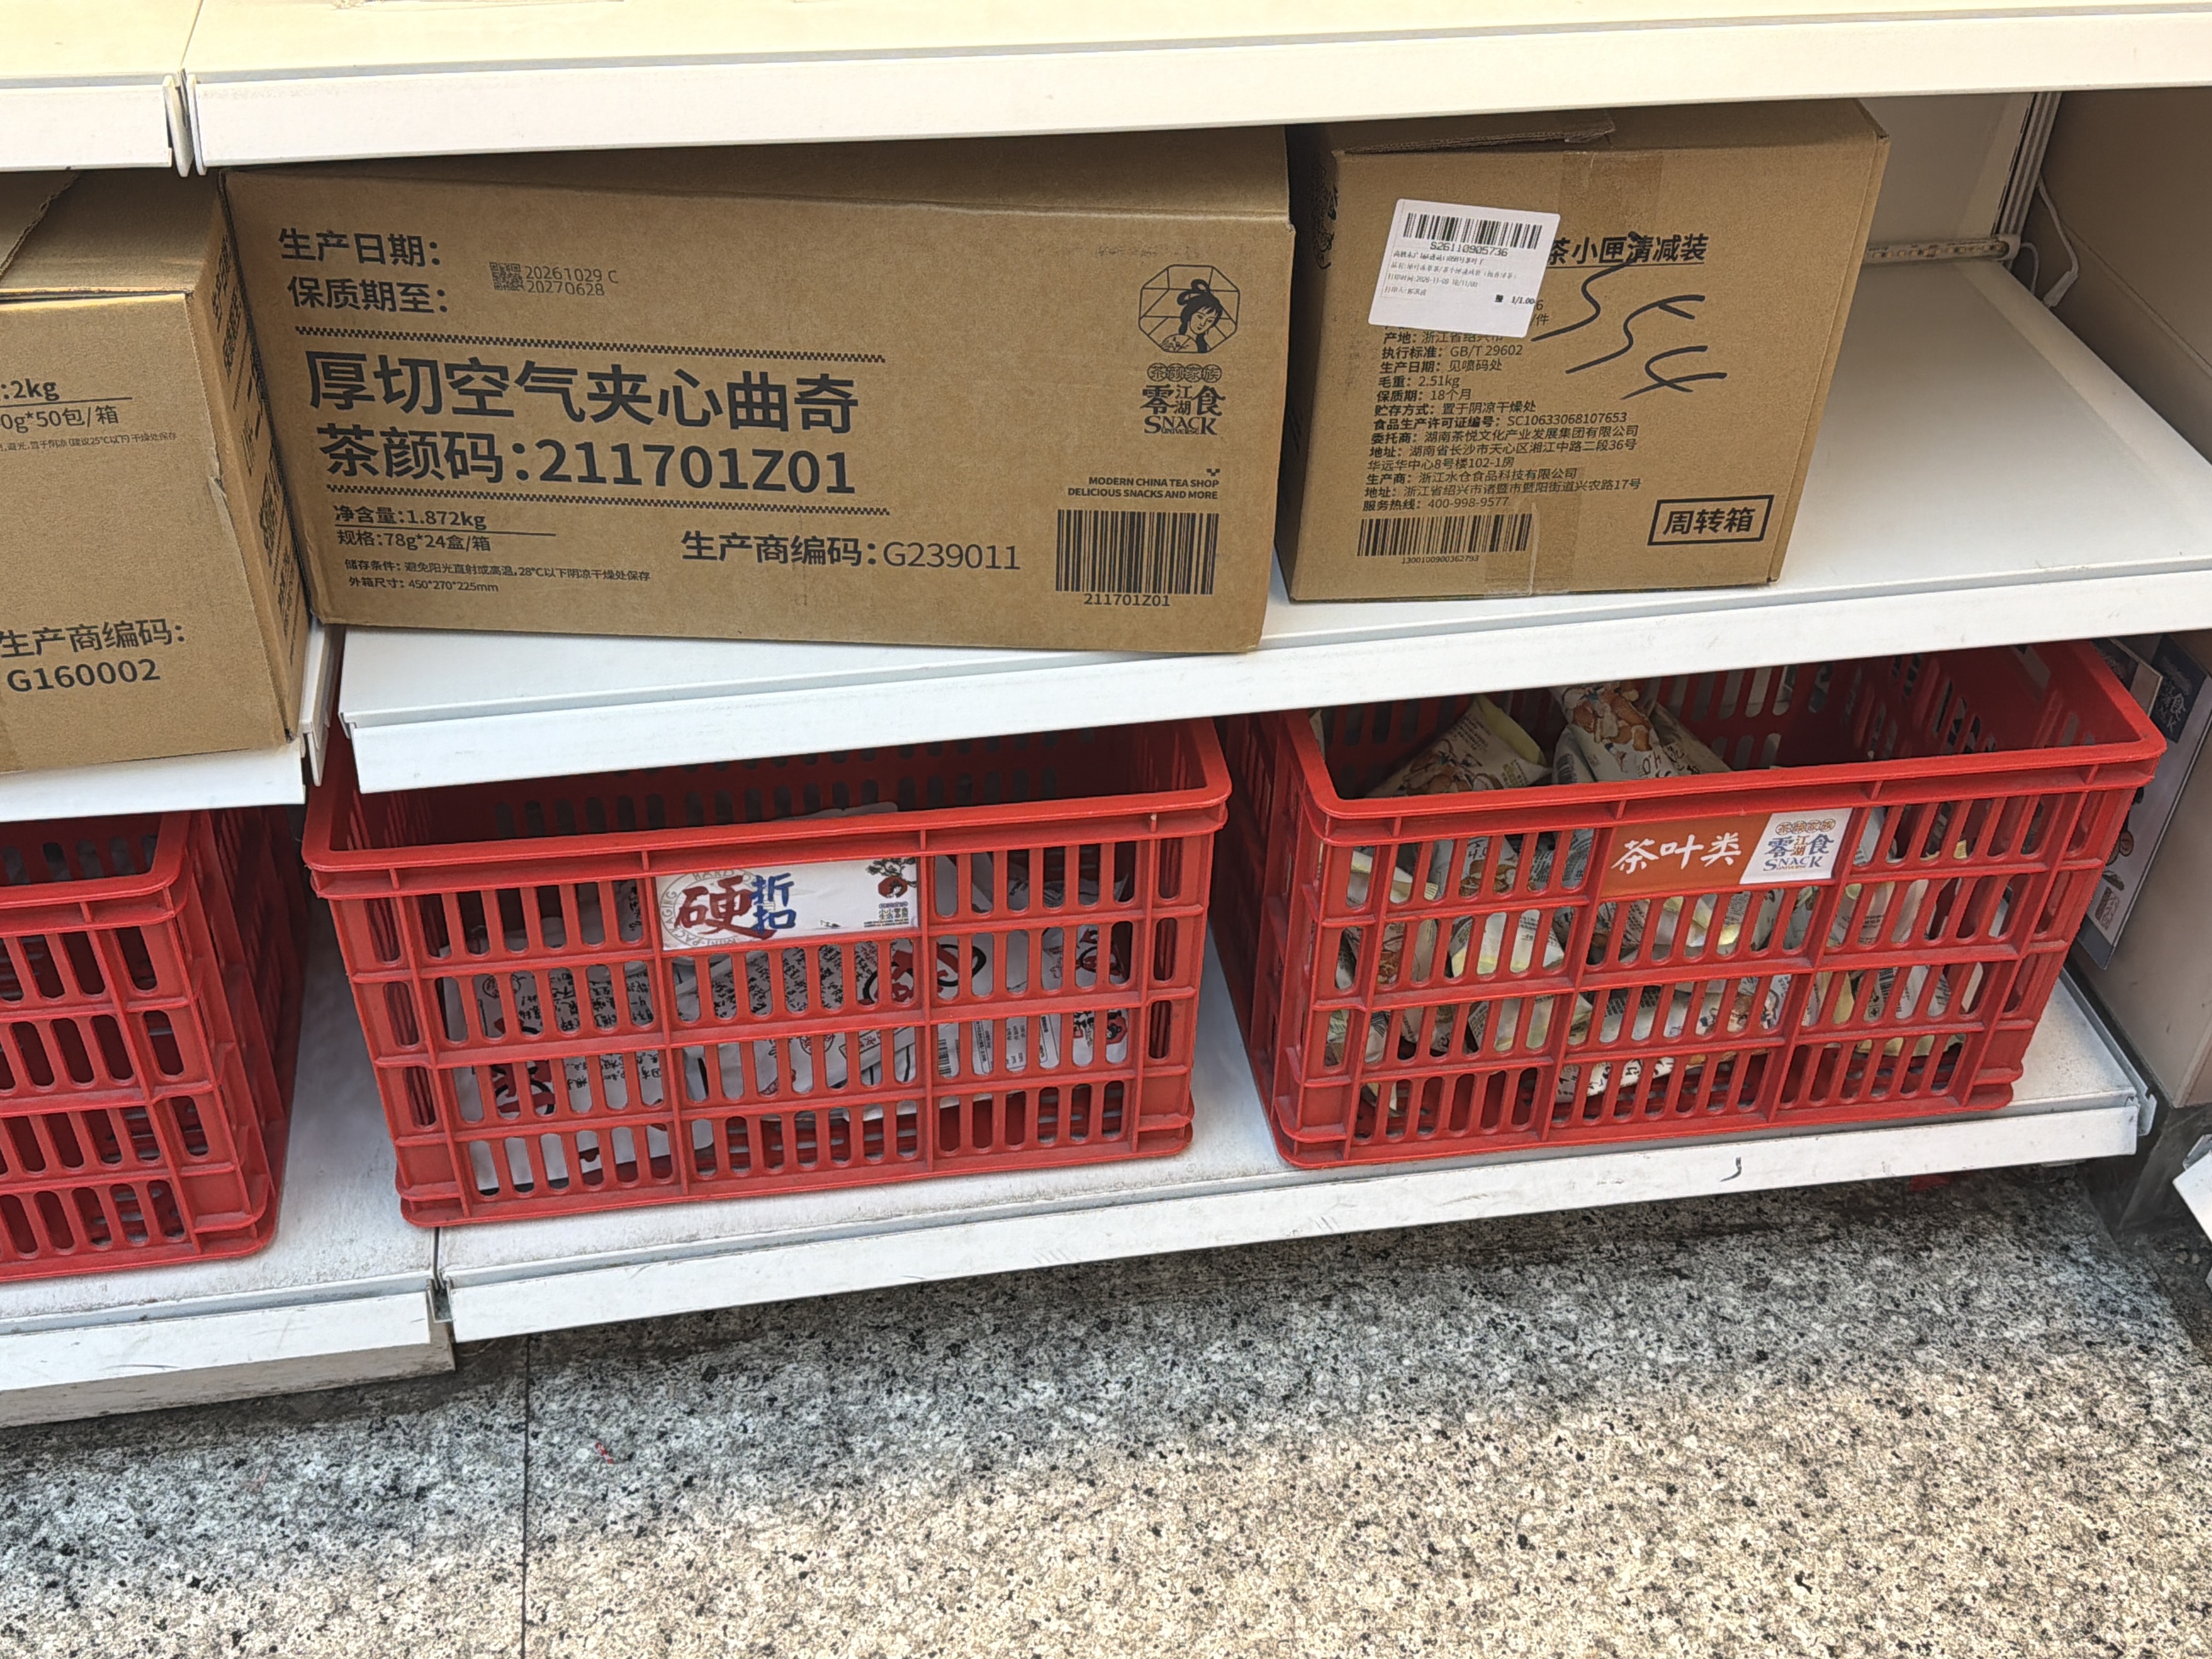 :2kg
0g*50包/箱
生产商编码:
G160002
生产日期:
保质期至:
20261029 C
20270628
厚切空气夹心曲奇
茶颜码:211701Z01
净含量:1.872kg
规格:78g*24盒/箱
储存条件: 避免阳光直射或高温,28°C以下阴凉干燥处保存
外箱尺寸: 450*270*225mm
生产商编码:G239011
茶颜家族
零食江湖
SNACK
UNIVERSE
MODERN CHINA TEA SHOP
DELICIOUS SNACKS AND MORE
211701Z01
S26110905736
1/1.00
茶小匣清减装
554
产地: 浙江省绍兴市
执行标准: GB/T 29602
生产日期: 见喷码处
毛重: 2.51kg
保质期: 18个月
贮存方式: 置于阴凉干燥处
食品生产许可证编号: SC10633068107653
委托商: 湖南茶悦文化产业发展集团有限公司
地址: 湖南省长沙市天心区湘江中路二段36号
华远华中心8号楼102-1房
生产商: 浙江水仓食品科技有限公司
地址: 浙江省绍兴市诸暨市暨阳街道兴农路17号
服务热线: 400-998-9577
1300100900362793
周转箱
硬折扣
茶叶类
茶颜家族
零食江湖
SNACK
UNIVERSE